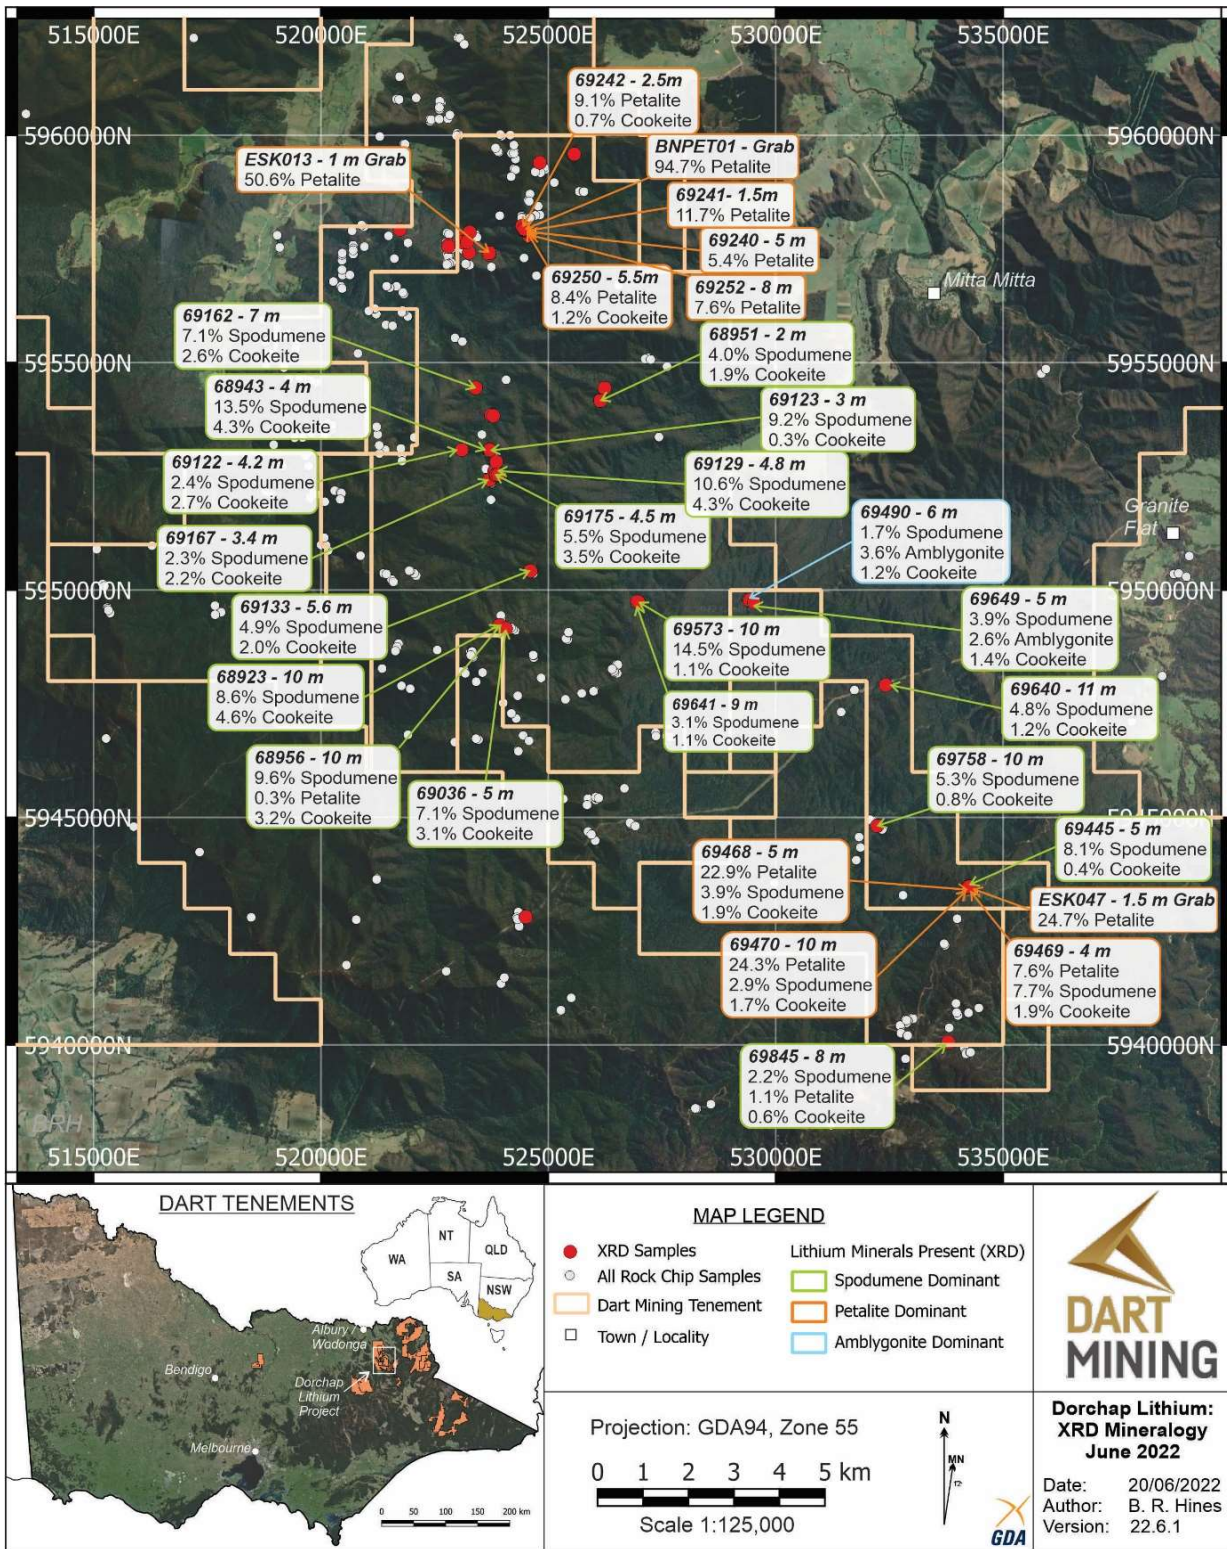 515000E 520000E 525000E 530000E 535000E
69242 - 2.5m
9.1% Petalite
0.7% Cookeite
5960000N
5960000N
BNPET01 - Grab
94.7% Petalite
ESK013 - 1 m Grab
50.6% Petalite
69241- 1.5m
11.7% Petalite
69240 - 5 m
5.4% Petalite
69250 - 5.5m
8.4% Petalite
1.2% Cookeite
69252 - 8 m
7.6% Petalite
Mitta Mitta
69162 - 7 m
7.1% Spodumene
2.6% Cookeite
68951 - 2 m
4.0% Spodumene
1.9% Cookeite
5955000N
5955000N
68943 - 4 m
13.5% Spodumene
4.3% Cookeite
69123 - 3 m
9.2% Spodumene
0.3% Cookeite
69122 - 4.2 m
2.4% Spodumene
2.7% Cookeite
69129 - 4.8 m
10.6% Spodumene
4.3% Cookeite
69167 - 3.4 m
2.3% Spodumene
2.2% Cookeite
69175 - 4.5 m
5.5% Spodumene
3.5% Cookeite
69490 - 6 m
1.7% Spodumene
3.6% Amblygonite
1.2% Cookeite
Granite
Flat
5950000N
5950000N
69133 - 5.6 m
4.9% Spodumene
2.0% Cookeite
69649 - 5 m
3.9% Spodumene
2.6% Amblygonite
1.4% Cookeite
69573 - 10 m
14.5% Spodumene
1.1% Cookeite
68923 - 10 m
8.6% Spodumene
4.6% Cookeite
69641 - 9 m
3.1% Spodumene
1.1% Cookeite
69640 - 11 m
4.8% Spodumene
1.2% Cookeite
68956 - 10 m
9.6% Spodumene
0.3% Petalite
3.2% Cookeite
69036 - 5 m
7.1% Spodumene
3.1% Cookeite
69758 - 10 m
5.3% Spodumene
0.8% Cookeite
5945000N
5945000N
69445 - 5 m
8.1% Spodumene
0.4% Cookeite
69468 - 5 m
22.9% Petalite
3.9% Spodumene
1.9% Cookeite
ESK047 - 1.5 m Grab
24.7% Petalite
69470 - 10 m
24.3% Petalite
2.9% Spodumene
1.7% Cookeite
69469 - 4 m
7.6% Petalite
7.7% Spodumene
1.9% Cookeite
5940000N
5940000N
69845 - 8 m
2.2% Spodumene
1.1% Petalite
0.6% Cookeite
BRH
515000E 520000E 525000E 530000E 535000E
DART TENEMENTS
WA
NT
QLD
SA
NSW
Albury /
Wodonga
Bendigo
Dorchap
Lithium
Project
Melbourne
0 50 100 150 200 km
MAP LEGEND
XRD Samples
All Rock Chip Samples
Dart Mining Tenement
Town / Locality
Lithium Minerals Present (XRD)
Spodumene Dominant
Petalite Dominant
Amblygonite Dominant
Projection: GDA94, Zone 55
0 1 2 3 4 5 km
Scale 1:125,000
N
MN
12°
GDA
DART
MINING
Dorchap Lithium:
XRD Mineralogy
June 2022
Date: 20/06/2022
Author: B. R. Hines
Version: 22.6.1